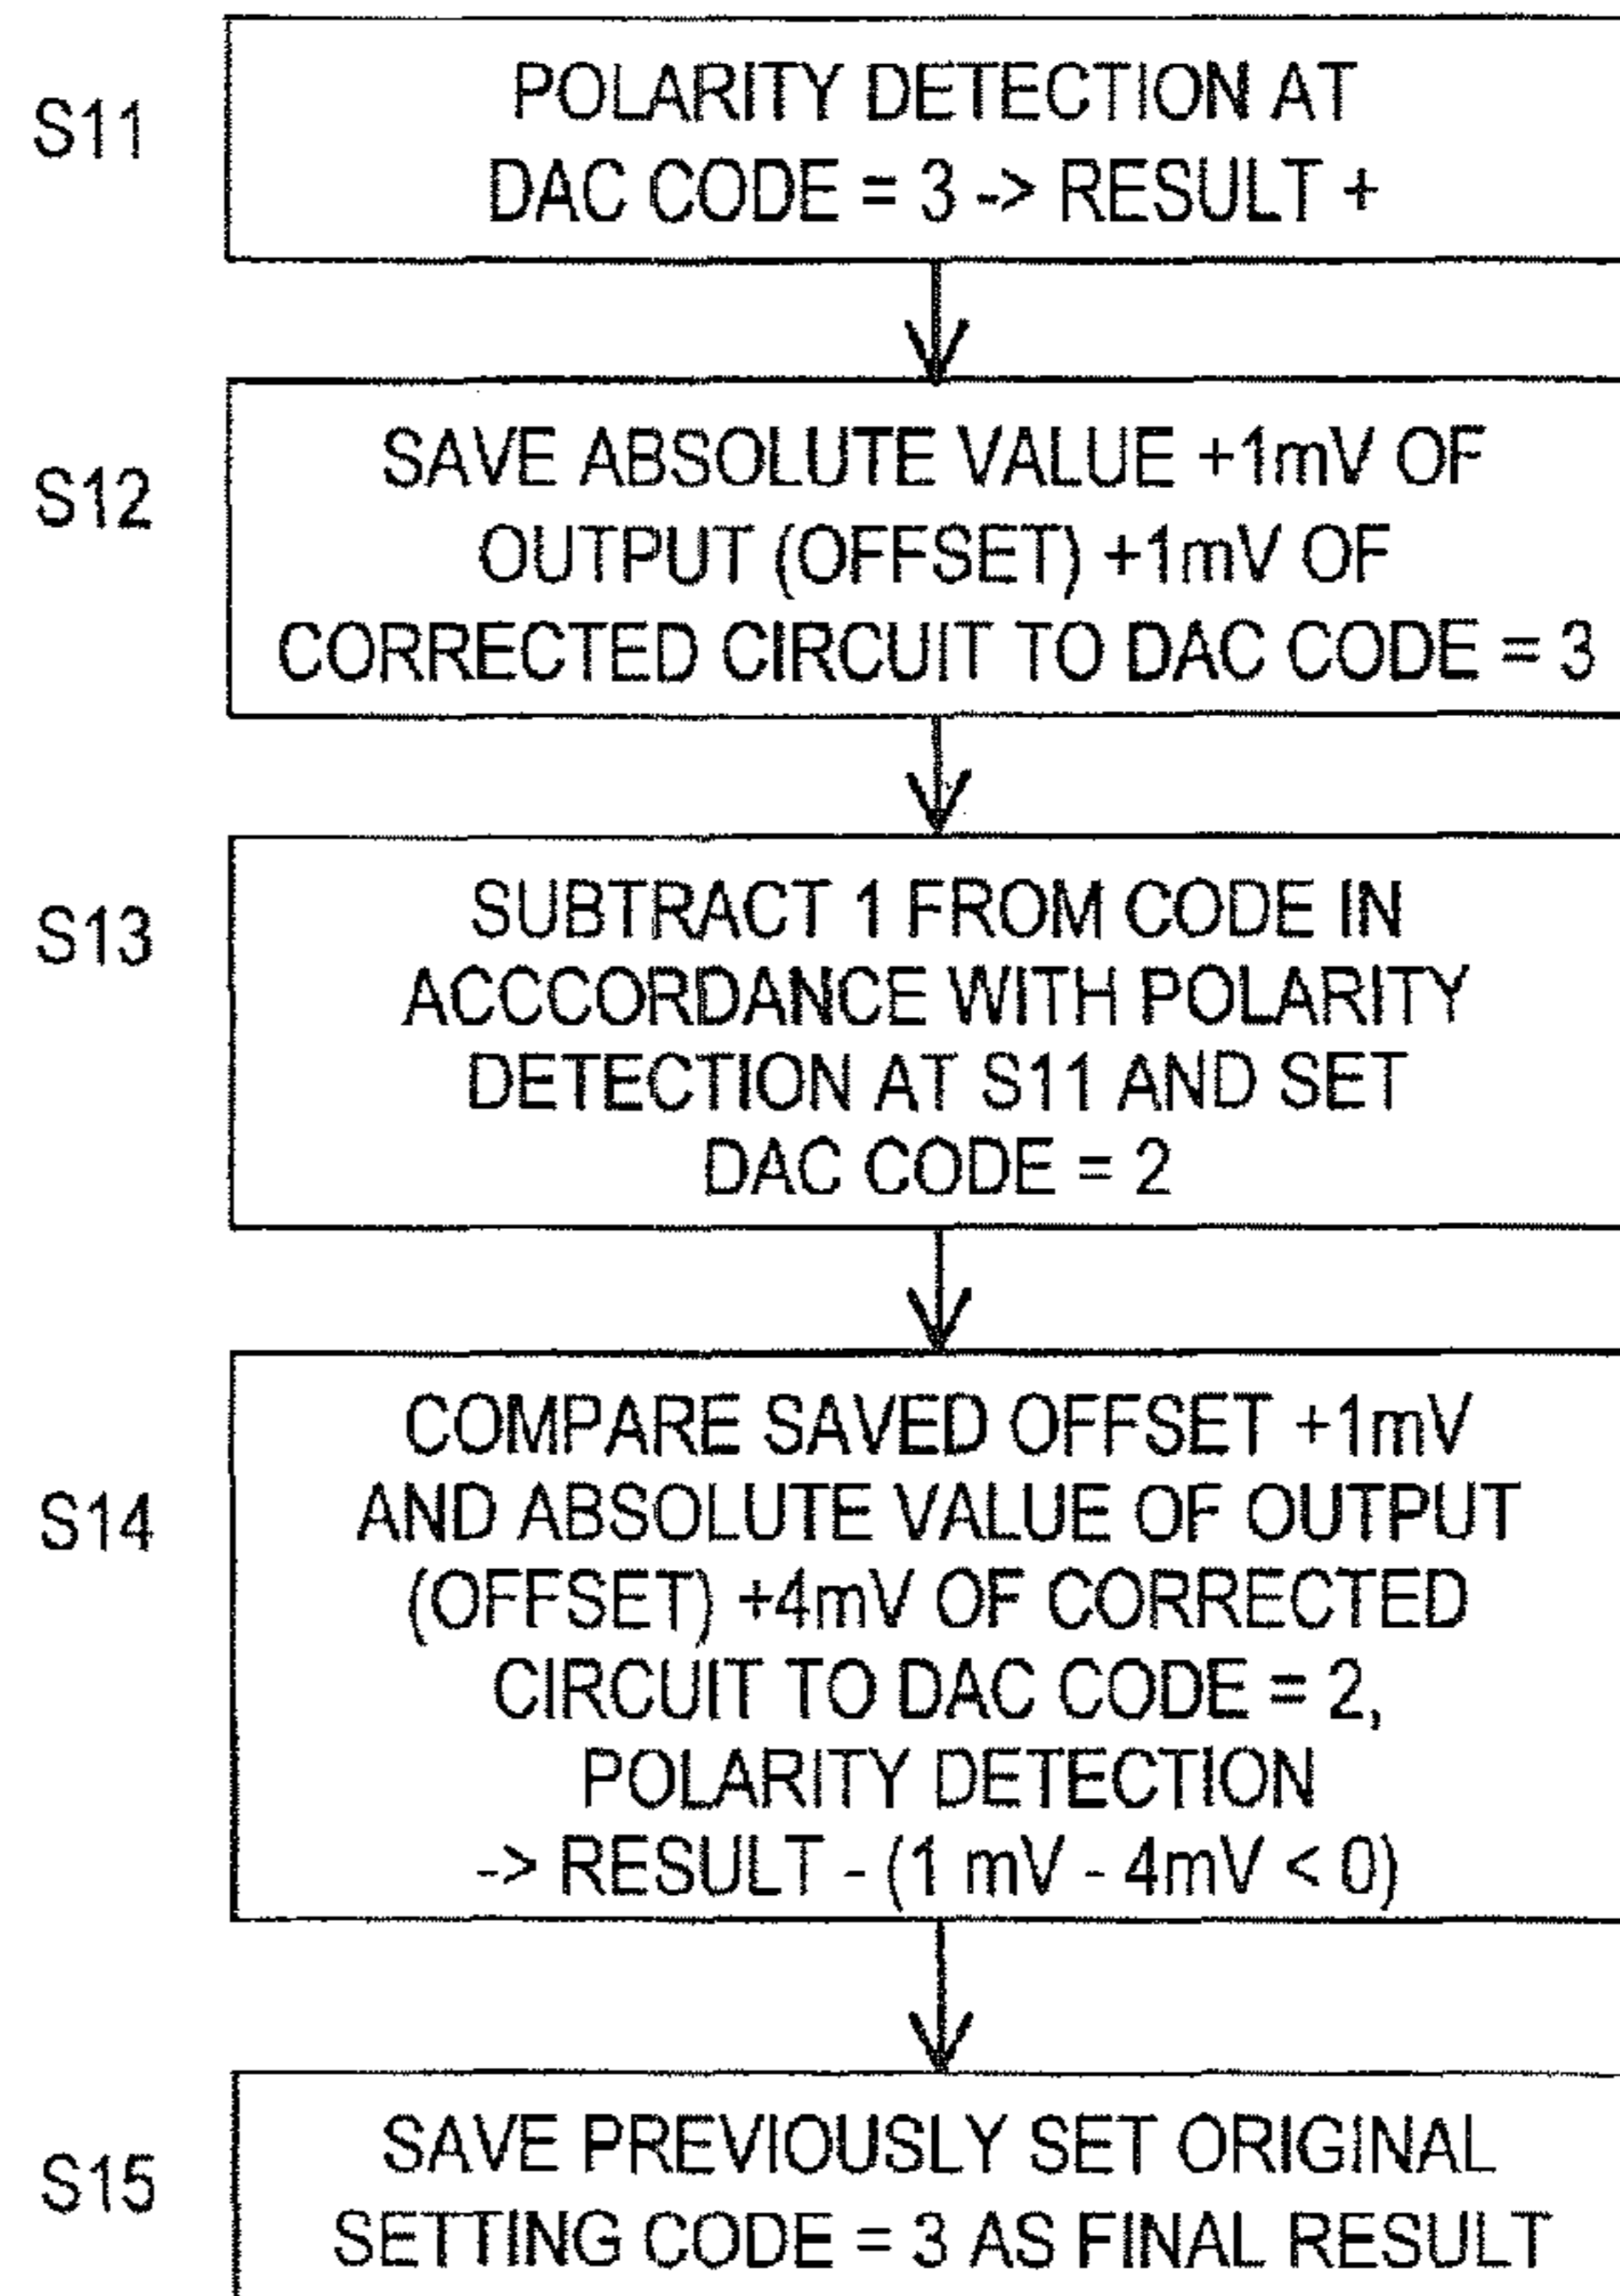 S11
POLARITY DETECTION AT
DAC CODE = 3 -> RESULT +
S12
SAVE ABSOLUTE VALUE +1mV OF
OUTPUT (OFFSET) +1mV OF
CORRECTED CIRCUIT TO DAC CODE = 3
S13
SUBTRACT 1 FROM CODE IN
ACCCORDANCE WITH POLARITY
DETECTION AT S11 AND SET
DAC CODE = 2
S14
COMPARE SAVED OFFSET +1mV
AND ABSOLUTE VALUE OF OUTPUT
(OFFSET) +4mV OF CORRECTED
CIRCUIT TO DAC CODE = 2,
POLARITY DETECTION
-> RESULT - (1 mV - 4mV < 0)
S15
SAVE PREVIOUSLY SET ORIGINAL
SETTING CODE = 3 AS FINAL RESULT